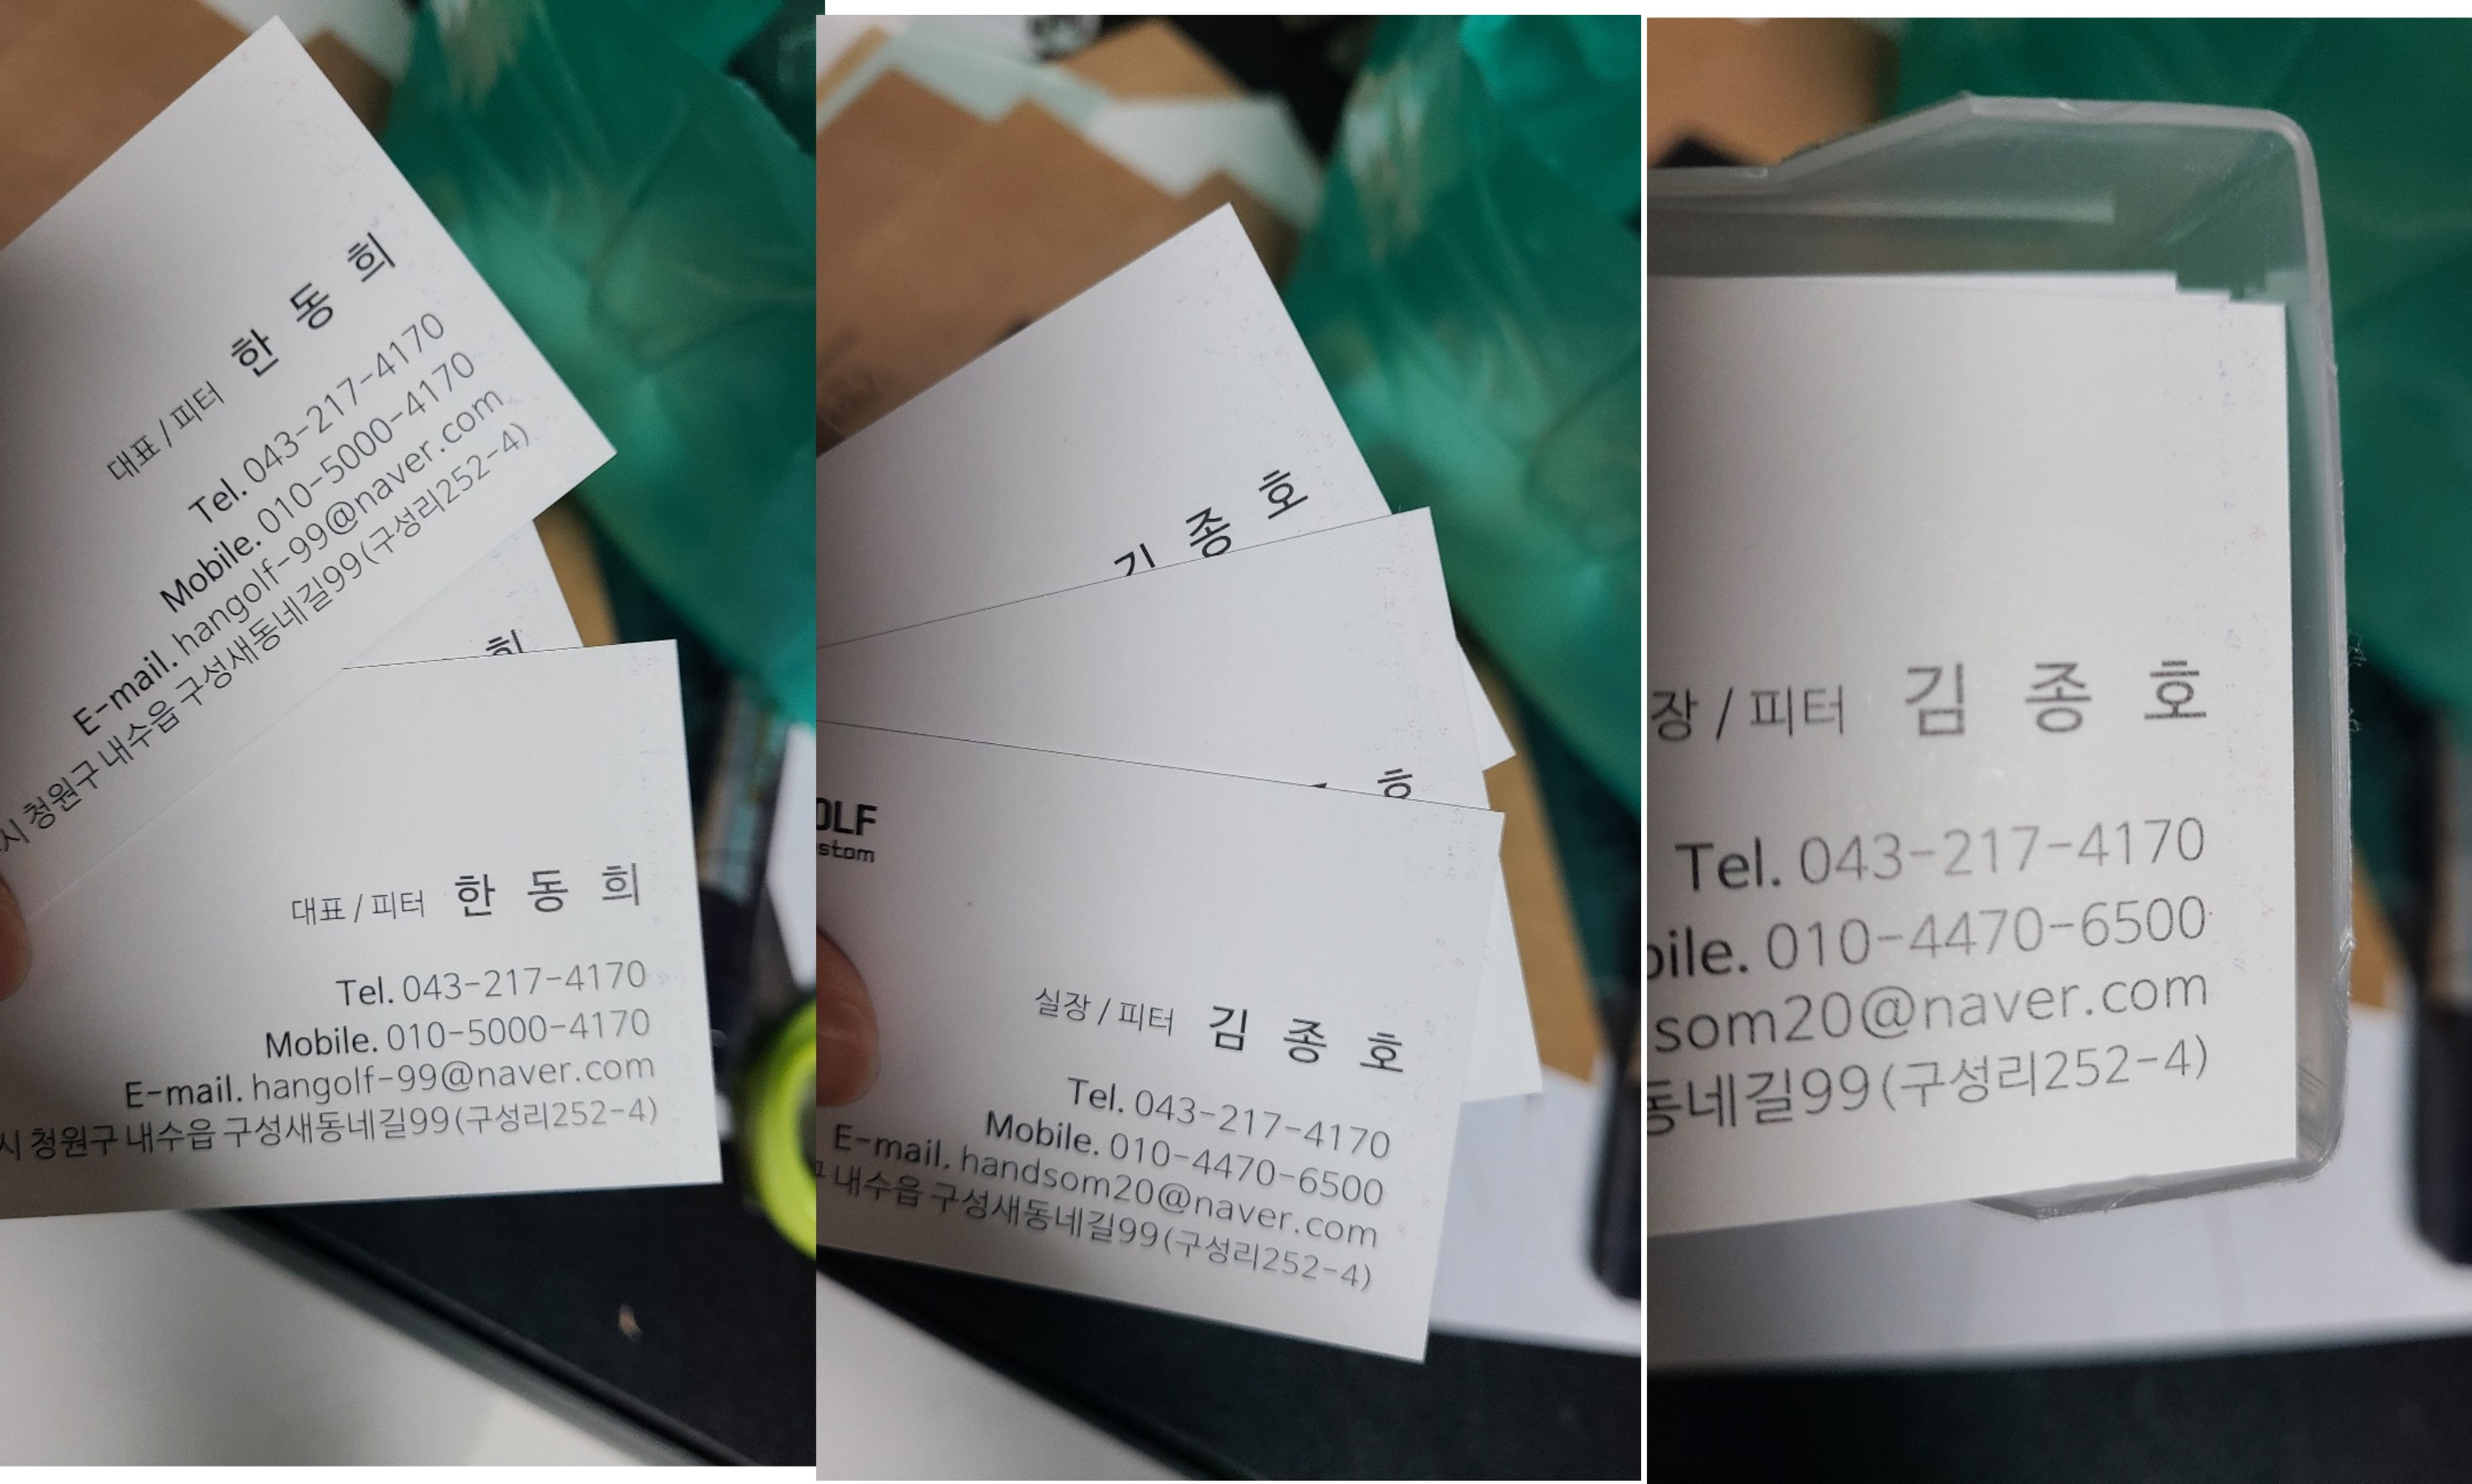 대표 / 피터 한 동 희
Tel. 043-217-4170
Mobile. 010-5000-4170
E-mail. hangolf-99@naver.com
시 청원구 내수읍 구성새동네길99(구성리252-4)
희
대표 / 피터 한 동 희
Tel. 043-217-4170
Mobile. 010-5000-4170
E-mail. hangolf-99@naver.com
시 청원구 내수읍 구성새동네길99(구성리252-4)
김 종 호
호
OLF
stom
실장 / 피터 김 종 호
Tel. 043-217-4170
Mobile. 010-4470-6500
E-mail. handsom20@naver.com
내수읍 구성새동네길99(구성리252-4)
장 / 피터 김 종 호
Tel. 043-217-4170
bile. 010-4470-6500
som20@naver.com
동네길99(구성리252-4)